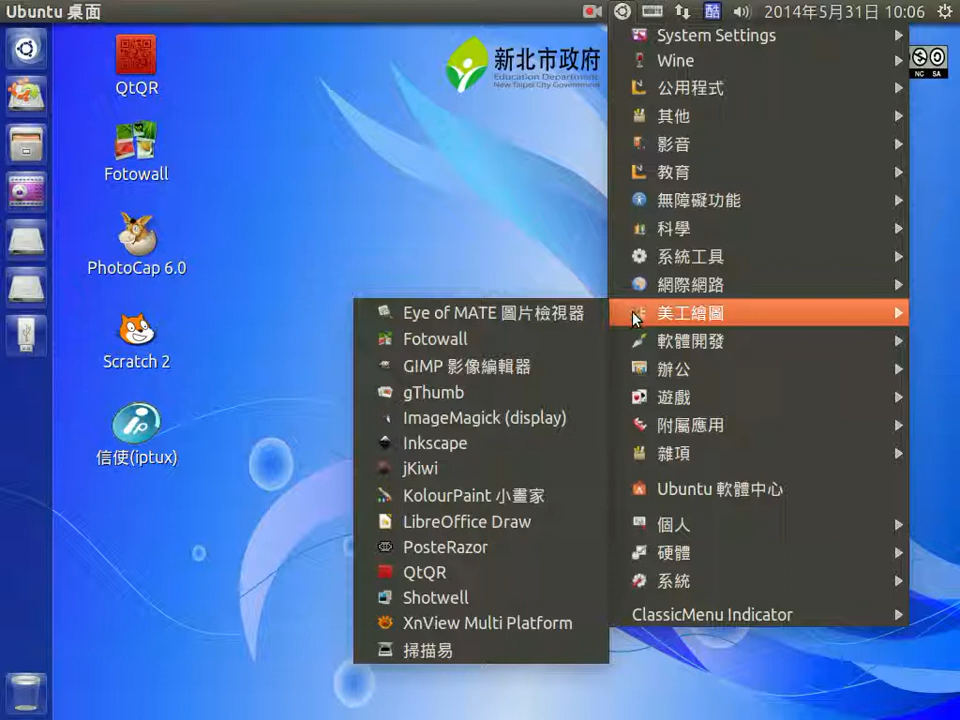 Ubuntu 桌面
酷
2014年5月31日 10:06
QtQR
Fotowall
PhotoCap 6.0
Scratch 2
信使(iptux)
新北市政府
Education Department
New Taipei City Government
NC SA
System Settings
Wine
公用程式
其他
影音
教育
無障礙功能
科學
系統工具
網際網路
美工繪圖
軟體開發
辦公
遊戲
附屬應用
雜項
Ubuntu 軟體中心
個人
硬體
系統
ClassicMenu Indicator
Eye of MATE 圖片檢視器
Fotowall
GIMP 影像編輯器
gThumb
ImageMagick (display)
Inkscape
jKiwi
KolourPaint 小畫家
LibreOffice Draw
PosteRazor
QtQR
Shotwell
XnView Multi Platform
掃描易